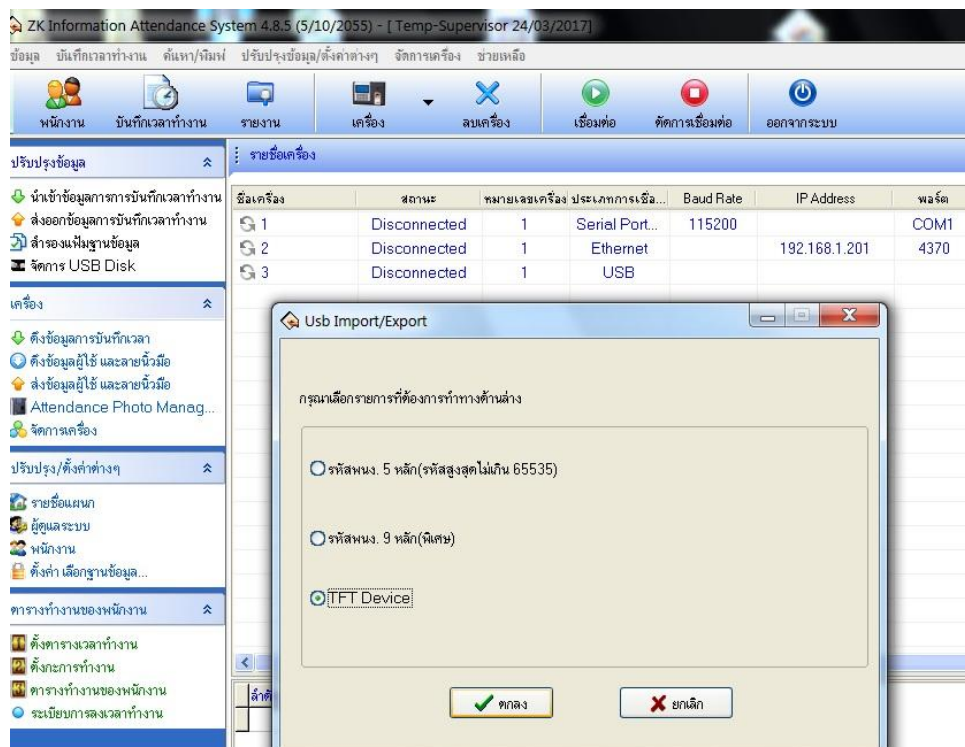 ZK Information Attendance System 4.8.5 (5/10/2055) - [ Temp-Supervisor 24/03/2017]
ข้อมูล บันทึกเวลาทำงาน ค้นหา/พิมพ์ ปรับปรุงข้อมูล/ตั้งค่าต่างๆ จัดการเครื่อง ช่วยเหลือ
พนักงาน บันทึกเวลาทำงาน รายงาน เครื่อง ลบเครื่อง เชื่อมต่อ ตัดการเชื่อมต่อ ออกจากระบบ
ปรับปรุงข้อมูล
นำเข้าข้อมูลการการบันทึกเวลาทำงาน
ส่งออกข้อมูลการบันทึกเวลาทำงาน
สำรองแฟ้มฐานข้อมูล
จัดการ USB Disk
เครื่อง
ดึงข้อมูลการบันทึกเวลา
ดึงข้อมูลผู้ใช้ และลายนิ้วมือ
ส่งข้อมูลผู้ใช้ และลายนิ้วมือ
Attendance Photo Manag...
จัดการเครื่อง
ปรับปรุง/ตั้งค่าต่างๆ
รายชื่อแผนก
ผู้ดูแลระบบ
พนักงาน
ตั้งค่า เลือกฐานข้อมูล...
ตารางทำงานของพนักงาน
ตั้งตารางเวลาทำงาน
ตั้งกะการทำงาน
ตารางทำงานของพนักงาน
ระเบียบการลงเวลาทำงาน
รายชื่อเครื่อง
ชื่อเครื่อง สถานะ หมายเลขเครื่อง ประเภทการเชื่อ... Baud Rate IP Address พอร์ต
1 Disconnected 1 Serial Port... 115200 COM1
2 Disconnected 1 Ethernet 192.168.1.201 4370
3 Disconnected 1 USB
Usb Import/Export
กรุณาเลือกรายการที่ต้องการทำทางด้านล่าง
รหัสพนง. 5 หลัก(รหัสสูงสุดไม่เกิน 65535)
รหัสพนง. 9 หลัก(พิเศษ)
TFT Device
ตกลง ยกเลิก